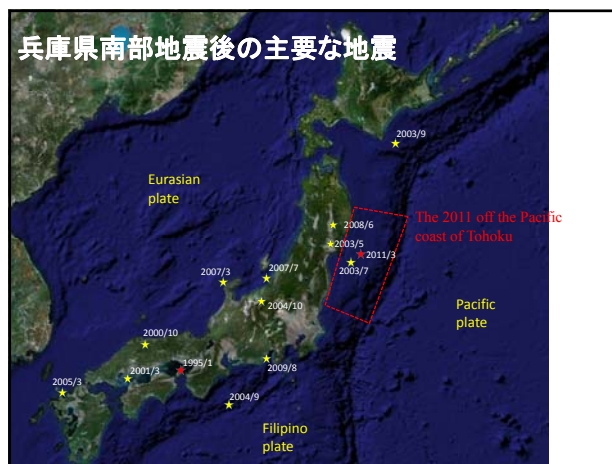 兵庫県南部地震後の主要な地震
2003/9
Eurasian
plate
2008/6
The 2011 off the Pacific
coast of Tohoku
2003/5
2011/3
2003/7
2007/3
2007/7
2004/10
Pacific
plate
2000/10
1995/1
2009/8
2001/3
2005/3
2004/9
Filipino
plate